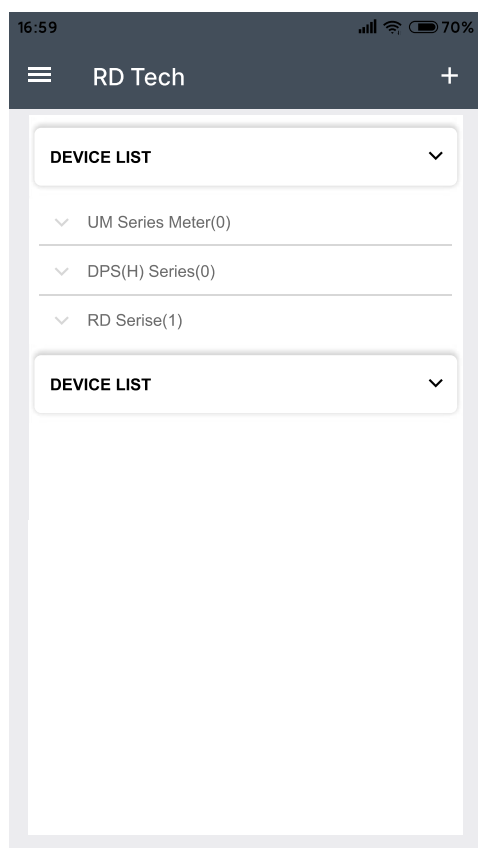 16:59 70%
RD Tech +
DEVICE LIST
UM Series Meter(0)
DPS(H) Series(0)
RD Serise(1)
DEVICE LIST